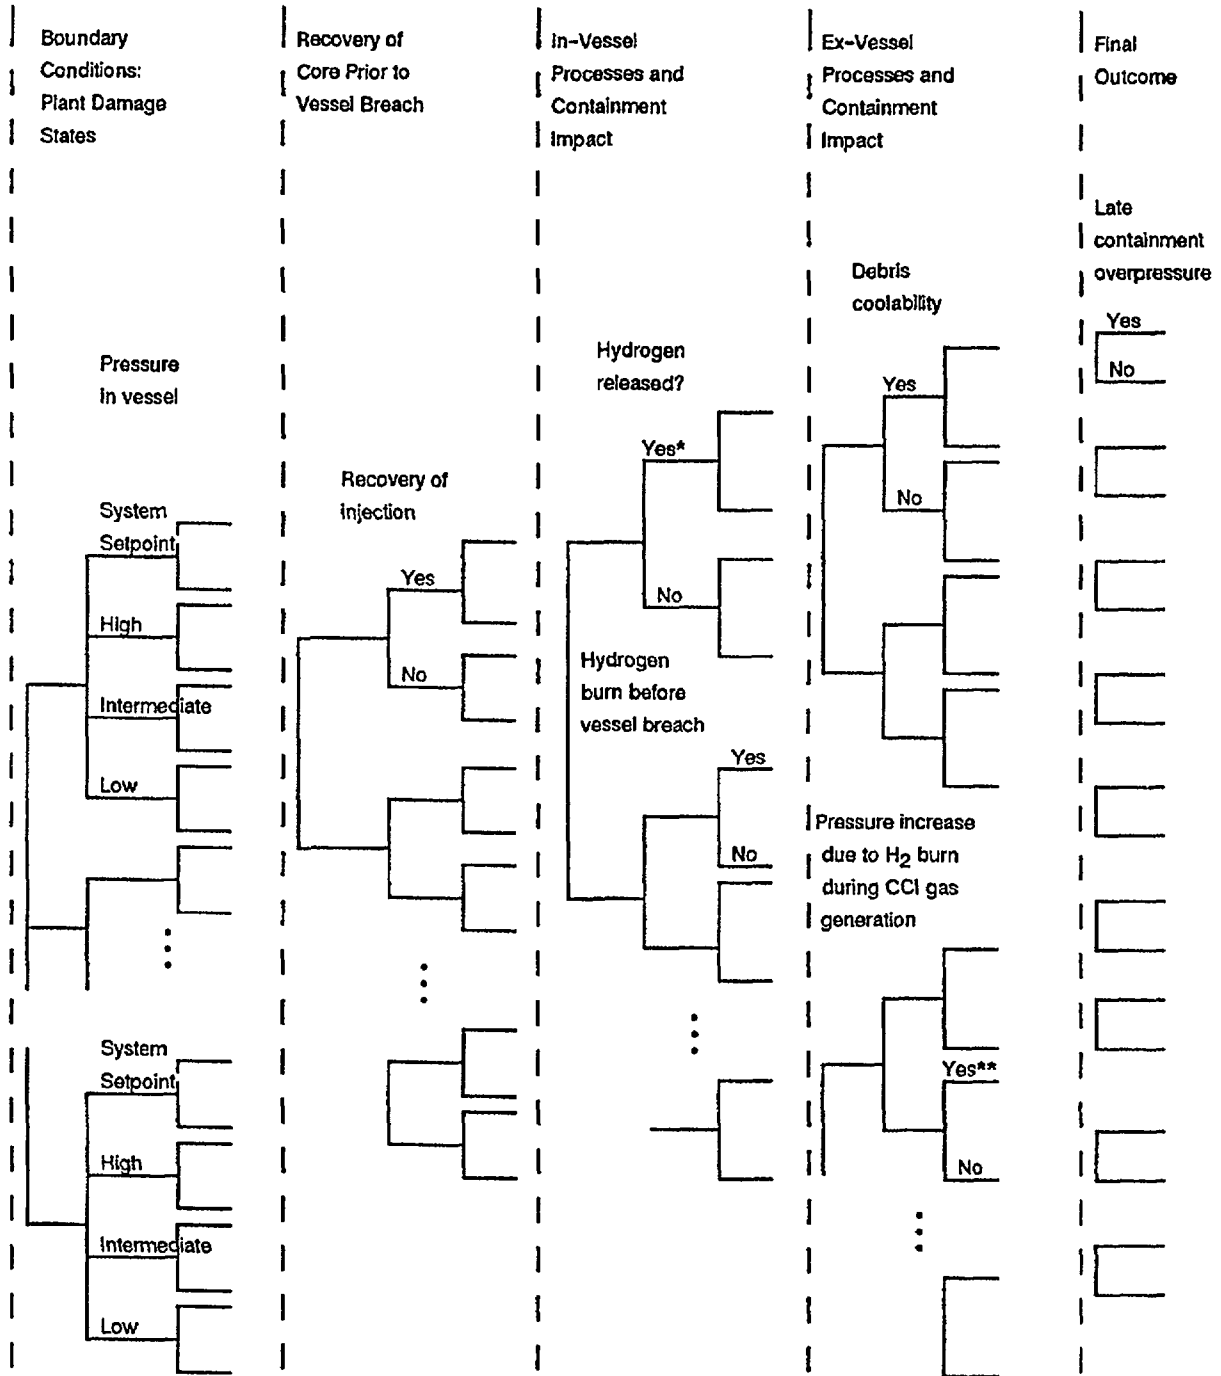 Boundary
Conditions:
Plant Damage
States
Recovery of
Core Prior to
Vessel Breach
In-Vessel
Processes and
Containment
Impact
Ex-Vessel
Processes and
Containment
Impact
Final
Outcome
Pressure
in vessel
System
Setpoint
High
Intermediate
Low
System
Setpoint
High
Intermediate
Low
Recovery of
injection
Yes
No
Hydrogen
released?
Yes*
No
Hydrogen
burn before
vessel breach
Yes
No
Debris
coolability
Yes
No
Pressure increase
due to H2 burn
during CCI gas
generation
Yes**
No
Late
containment
overpressure
Yes
No